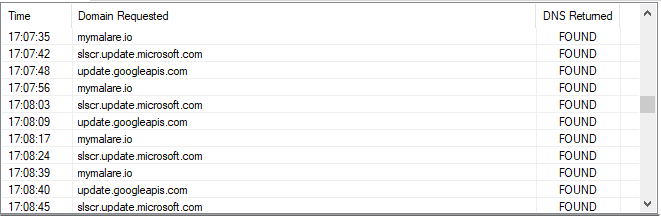 Time Domain Requested DNS Returned
17:07:35 mymalare.io FOUND
17:07:42 slscr.update.microsoft.com FOUND
17:07:48 update.googleapis.com FOUND
17:07:56 mymalare.io FOUND
17:08:03 slscr.update.microsoft.com FOUND
17:08:09 update.googleapis.com FOUND
17:08:17 mymalare.io FOUND
17:08:24 slscr.update.microsoft.com FOUND
17:08:39 mymalare.io FOUND
17:08:40 update.googleapis.com FOUND
17:08:45 slscr.update.microsoft.com FOUND